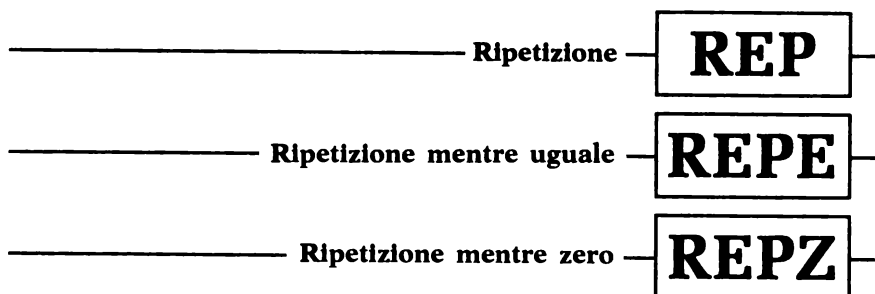 Ripetizione REP
Ripetizione mentre uguale REPE
Ripetizione mentre zero REPZ